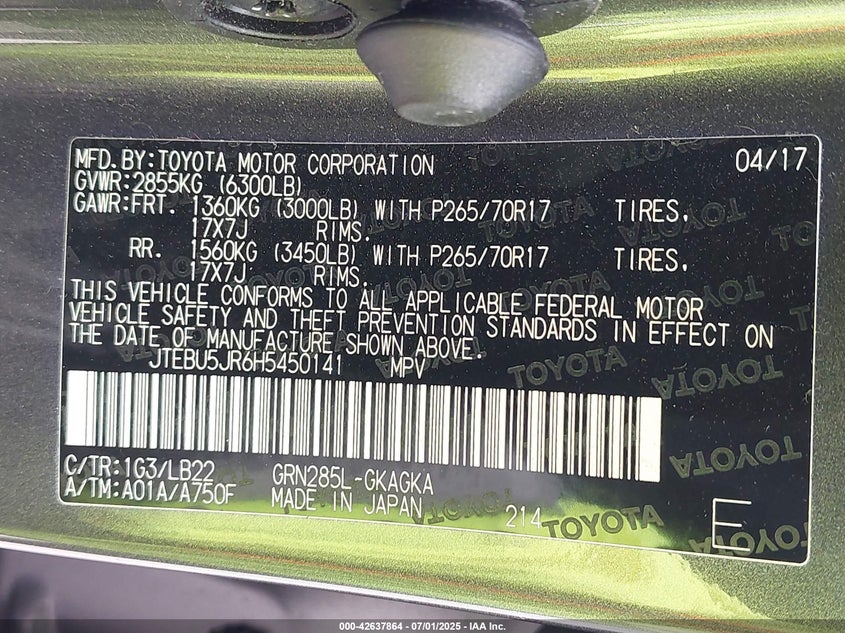 MFD.BY:TOYOTA MOTOR CORPORATION 04/17
GVWR:2855KG (6300LB)
GAWR:FRT. 1360KG (3000LB) WITH P265/70R17 TIRES,
17X7J RIMS.
RR. 1560KG (3450LB) WITH P265/70R17 TIRES,
17X7J RIMS.
THIS VEHICLE CONFORMS TO ALL APPLICABLE FEDERAL MOTOR
VEHICLE SAFETY AND THEFT PREVENTION STANDARDS IN EFFECT ON
THE DATE OF MANUFACTURE SHOWN ABOVE.
JTEBU5JR6H5450141 MPV
C/TR:1G3/LB22 GRN285L-GKAGKA
A/TM:A01A/A750F MADE IN JAPAN 214
E
TOYOTA
000-42637864 - 07/01/2025 - IAA Inc.